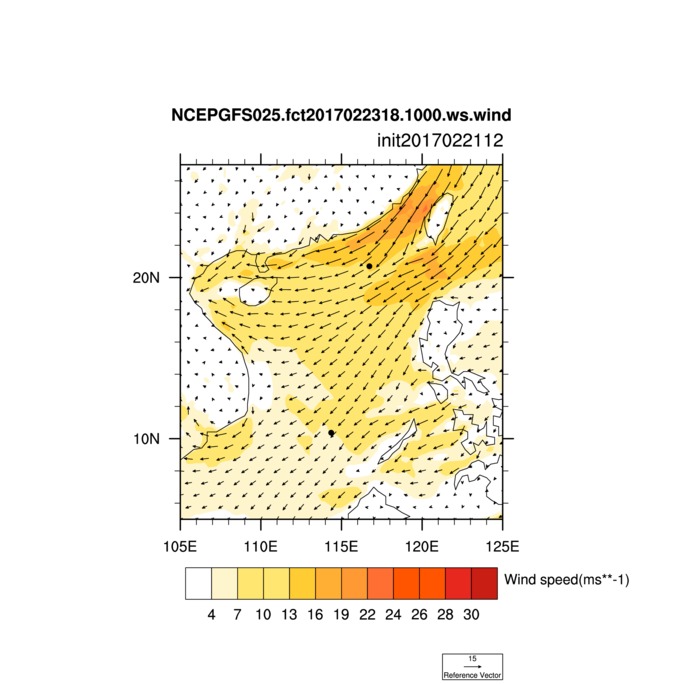 NCEPGFS025.fct2017022318.1000.ws.wind
init2017022112
20N
10N
105E 110E 115E 120E 125E
Wind speed(ms**-1)
4 7 10 13 16 19 22 24 26 28 30
15
Reference Vector